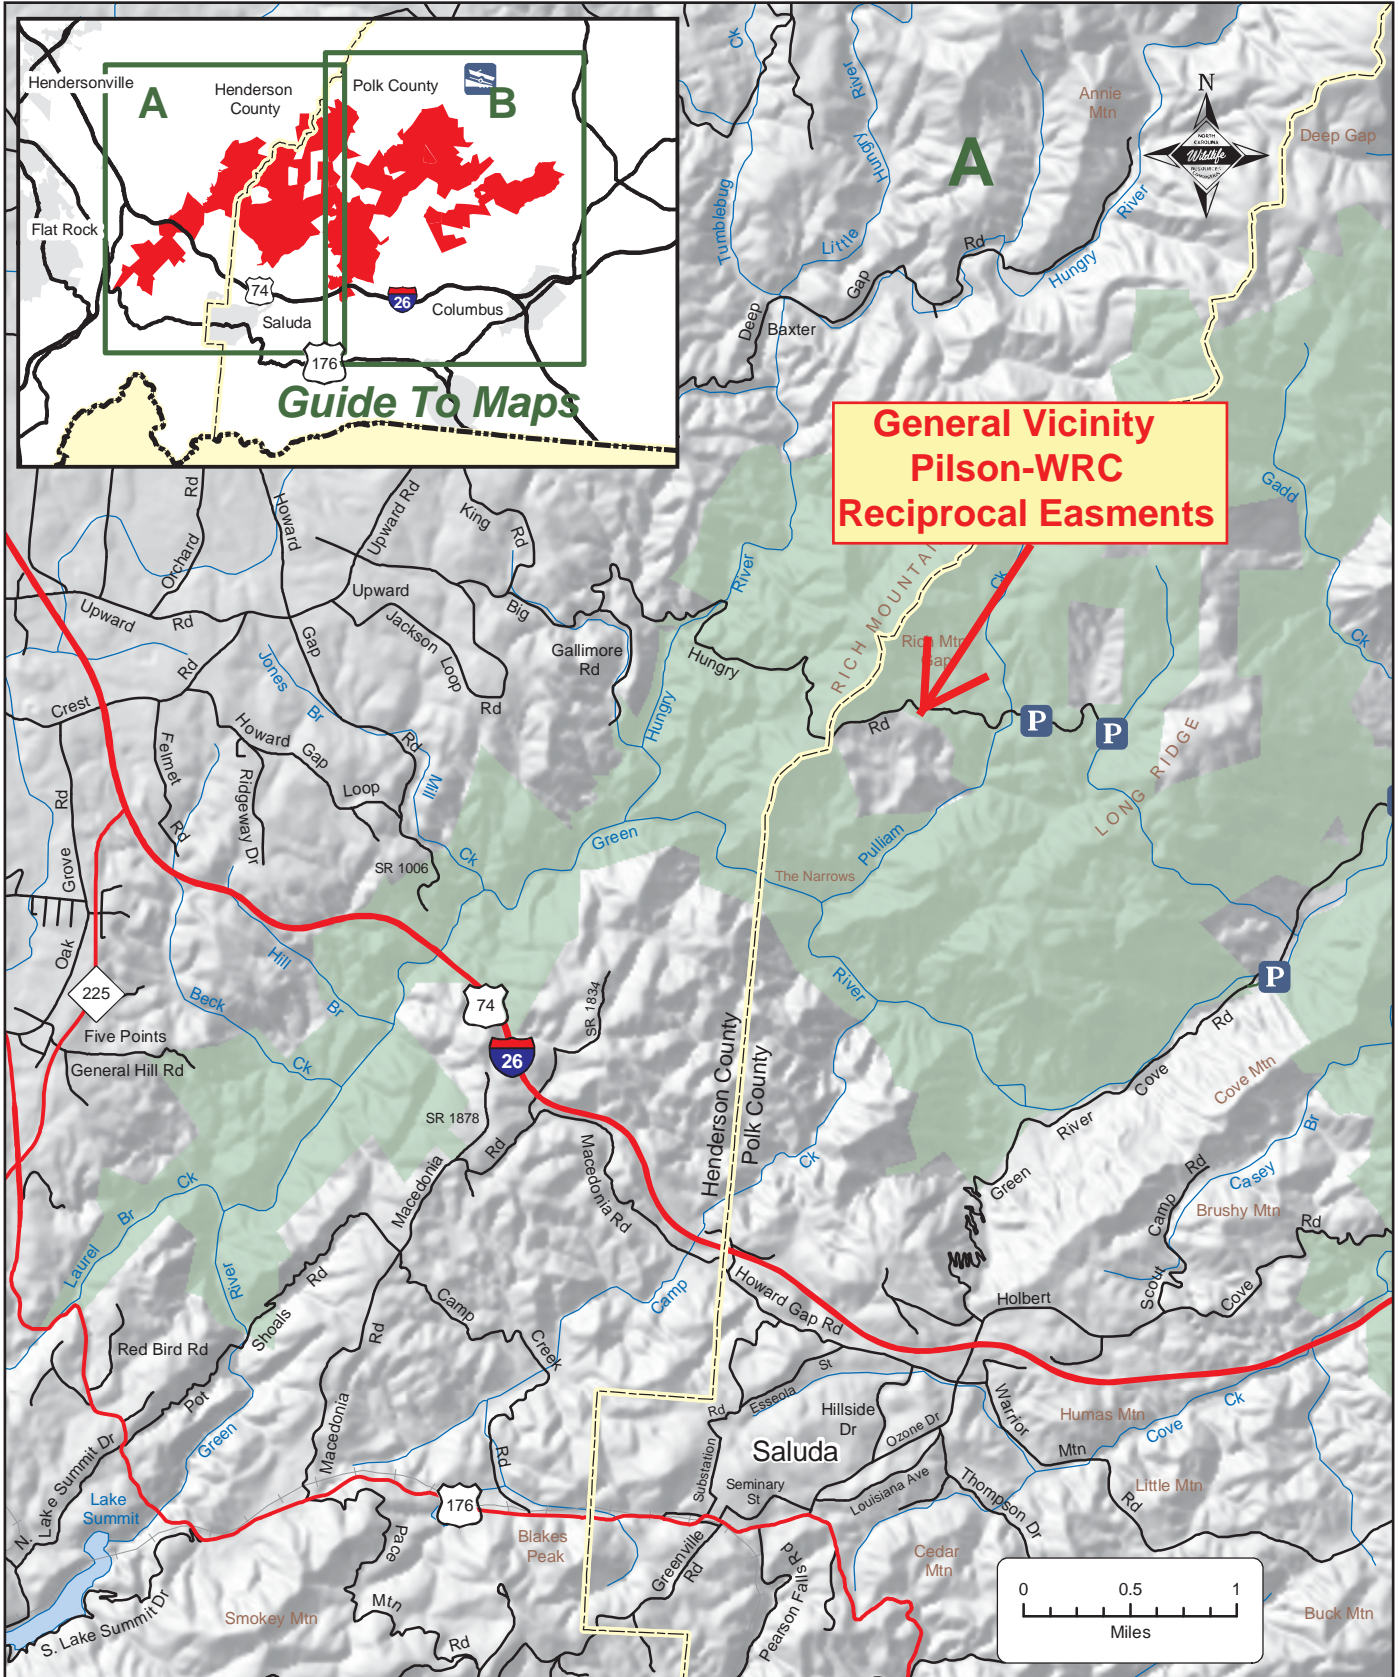 Hendersonville
A
Henderson
County
Polk County
B
Flat Rock
74
Saluda
26
Columbus
176
Guide To Maps
Ck
River
Hungry
Annie
Mtn
A
N
NORTH
CAROLINA
Wildlife
RESOURCES
COMMISSION
Deep Gap
Tumblebug
Little
River
Rd
Hungry
Gap
Deep
Baxter
General Vicinity
Pilson-WRC
Reciprocal Easments
Gadd
Ck
Rd
Orchard
Howard
Upward Rd
King
Rd
Upward
Rd
Upward
Big
Jackson
Loop
Rd
Gallimore
Rd
River
Hungry
Hungry
RICH MOUNTAI
Ck
Rich Mtn
Gap
Rd
P
P
LONG RIDGE
Gap
Jones
Br
Rd
Crest
Howard
Gap
Loop
Rd
Mill
Felmet
Rd
Ridgeway Dr
Rd
Grove
Oak
SR 1006
Ck
Green
The Narrows
Pulliam
River
225
Five Points
General Hill Rd
Beck
Ck
Hill
Br
74
26
SR 1834
SR 1878
Rd
Macedonia
Macedonia Rd
Henderson County
Polk County
P
Rd
Cove
River
Green
Cove Mtn
Br
Casey
Brushy Mtn
Rd
Camp
Scout
Cove
Rd
Ck
Camp
Ck
Br
Laurel
River
Rd
Shoals
Pot
Red Bird Rd
Green
Rd
Macedonia
Camp
Creek
Rd
Howard Gap Rd
Holbert
St
Esseola
Rd
Substation
Hillside
Dr
Ozone Dr
Saluda
Seminary
St
Louisiana Ave
Warrior
Mtn
Rd
Humas Mtn
Cove
Ck
Little Mtn
Thompson Dr
N. Lake Summit Dr
Lake
Summit
S. Lake Summit Dr
176
Pace
Mtn
Rd
Smokey Mtn
Blakes
Peak
Greenville
Rd
Pearson Falls Rd
Cedar
Mtn
Buck Mtn
0 0.5 1
Miles